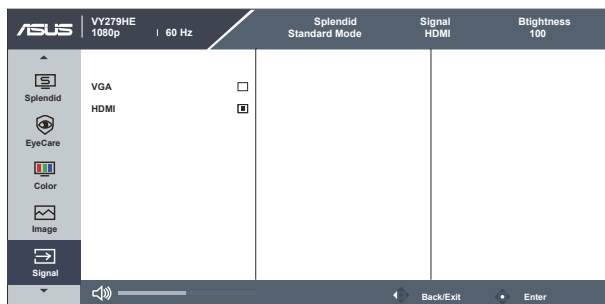 ASUS
VY279HE
1080p | 60 Hz
Splendid
Standard Mode
Signal
HDMI
Btightness
100
Splendid
EyeCare
Color
Image
Signal
VGA
HDMI
Back/Exit
Enter